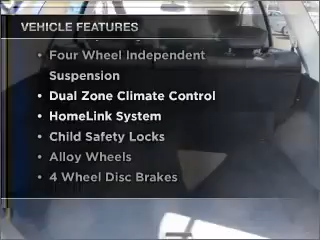 VEHICLE FEATURES
• Four Wheel Independent
Suspension
• Dual Zone Climate Control
• HomeLink System
• Child Safety Locks
• Alloy Wheels
• 4 Wheel Disc Brakes